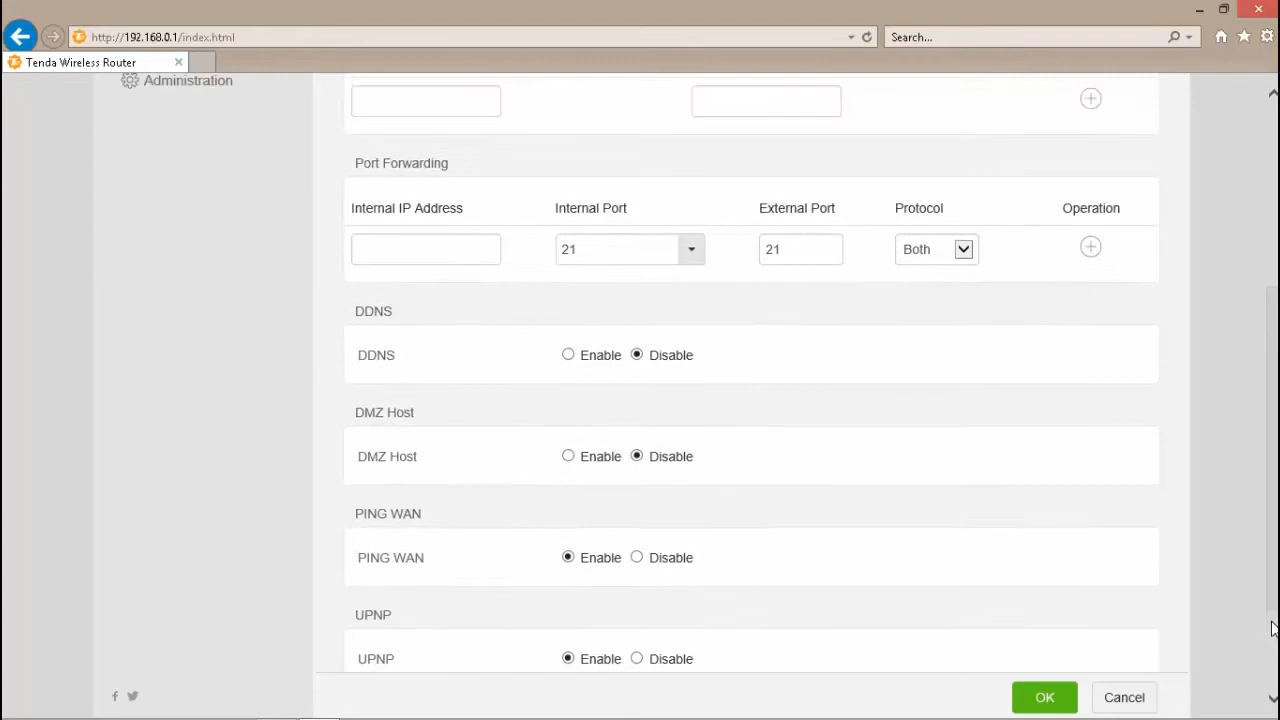 http://192.168.0.1/index.html
Search...
Tenda Wireless Router
Administration
Port Forwarding
Internal IP Address Internal Port External Port Protocol Operation
21 21 Both
DDNS
DDNS Enable Disable
DMZ Host
DMZ Host Enable Disable
PING WAN
PING WAN Enable Disable
UPNP
UPNP Enable Disable
OK Cancel